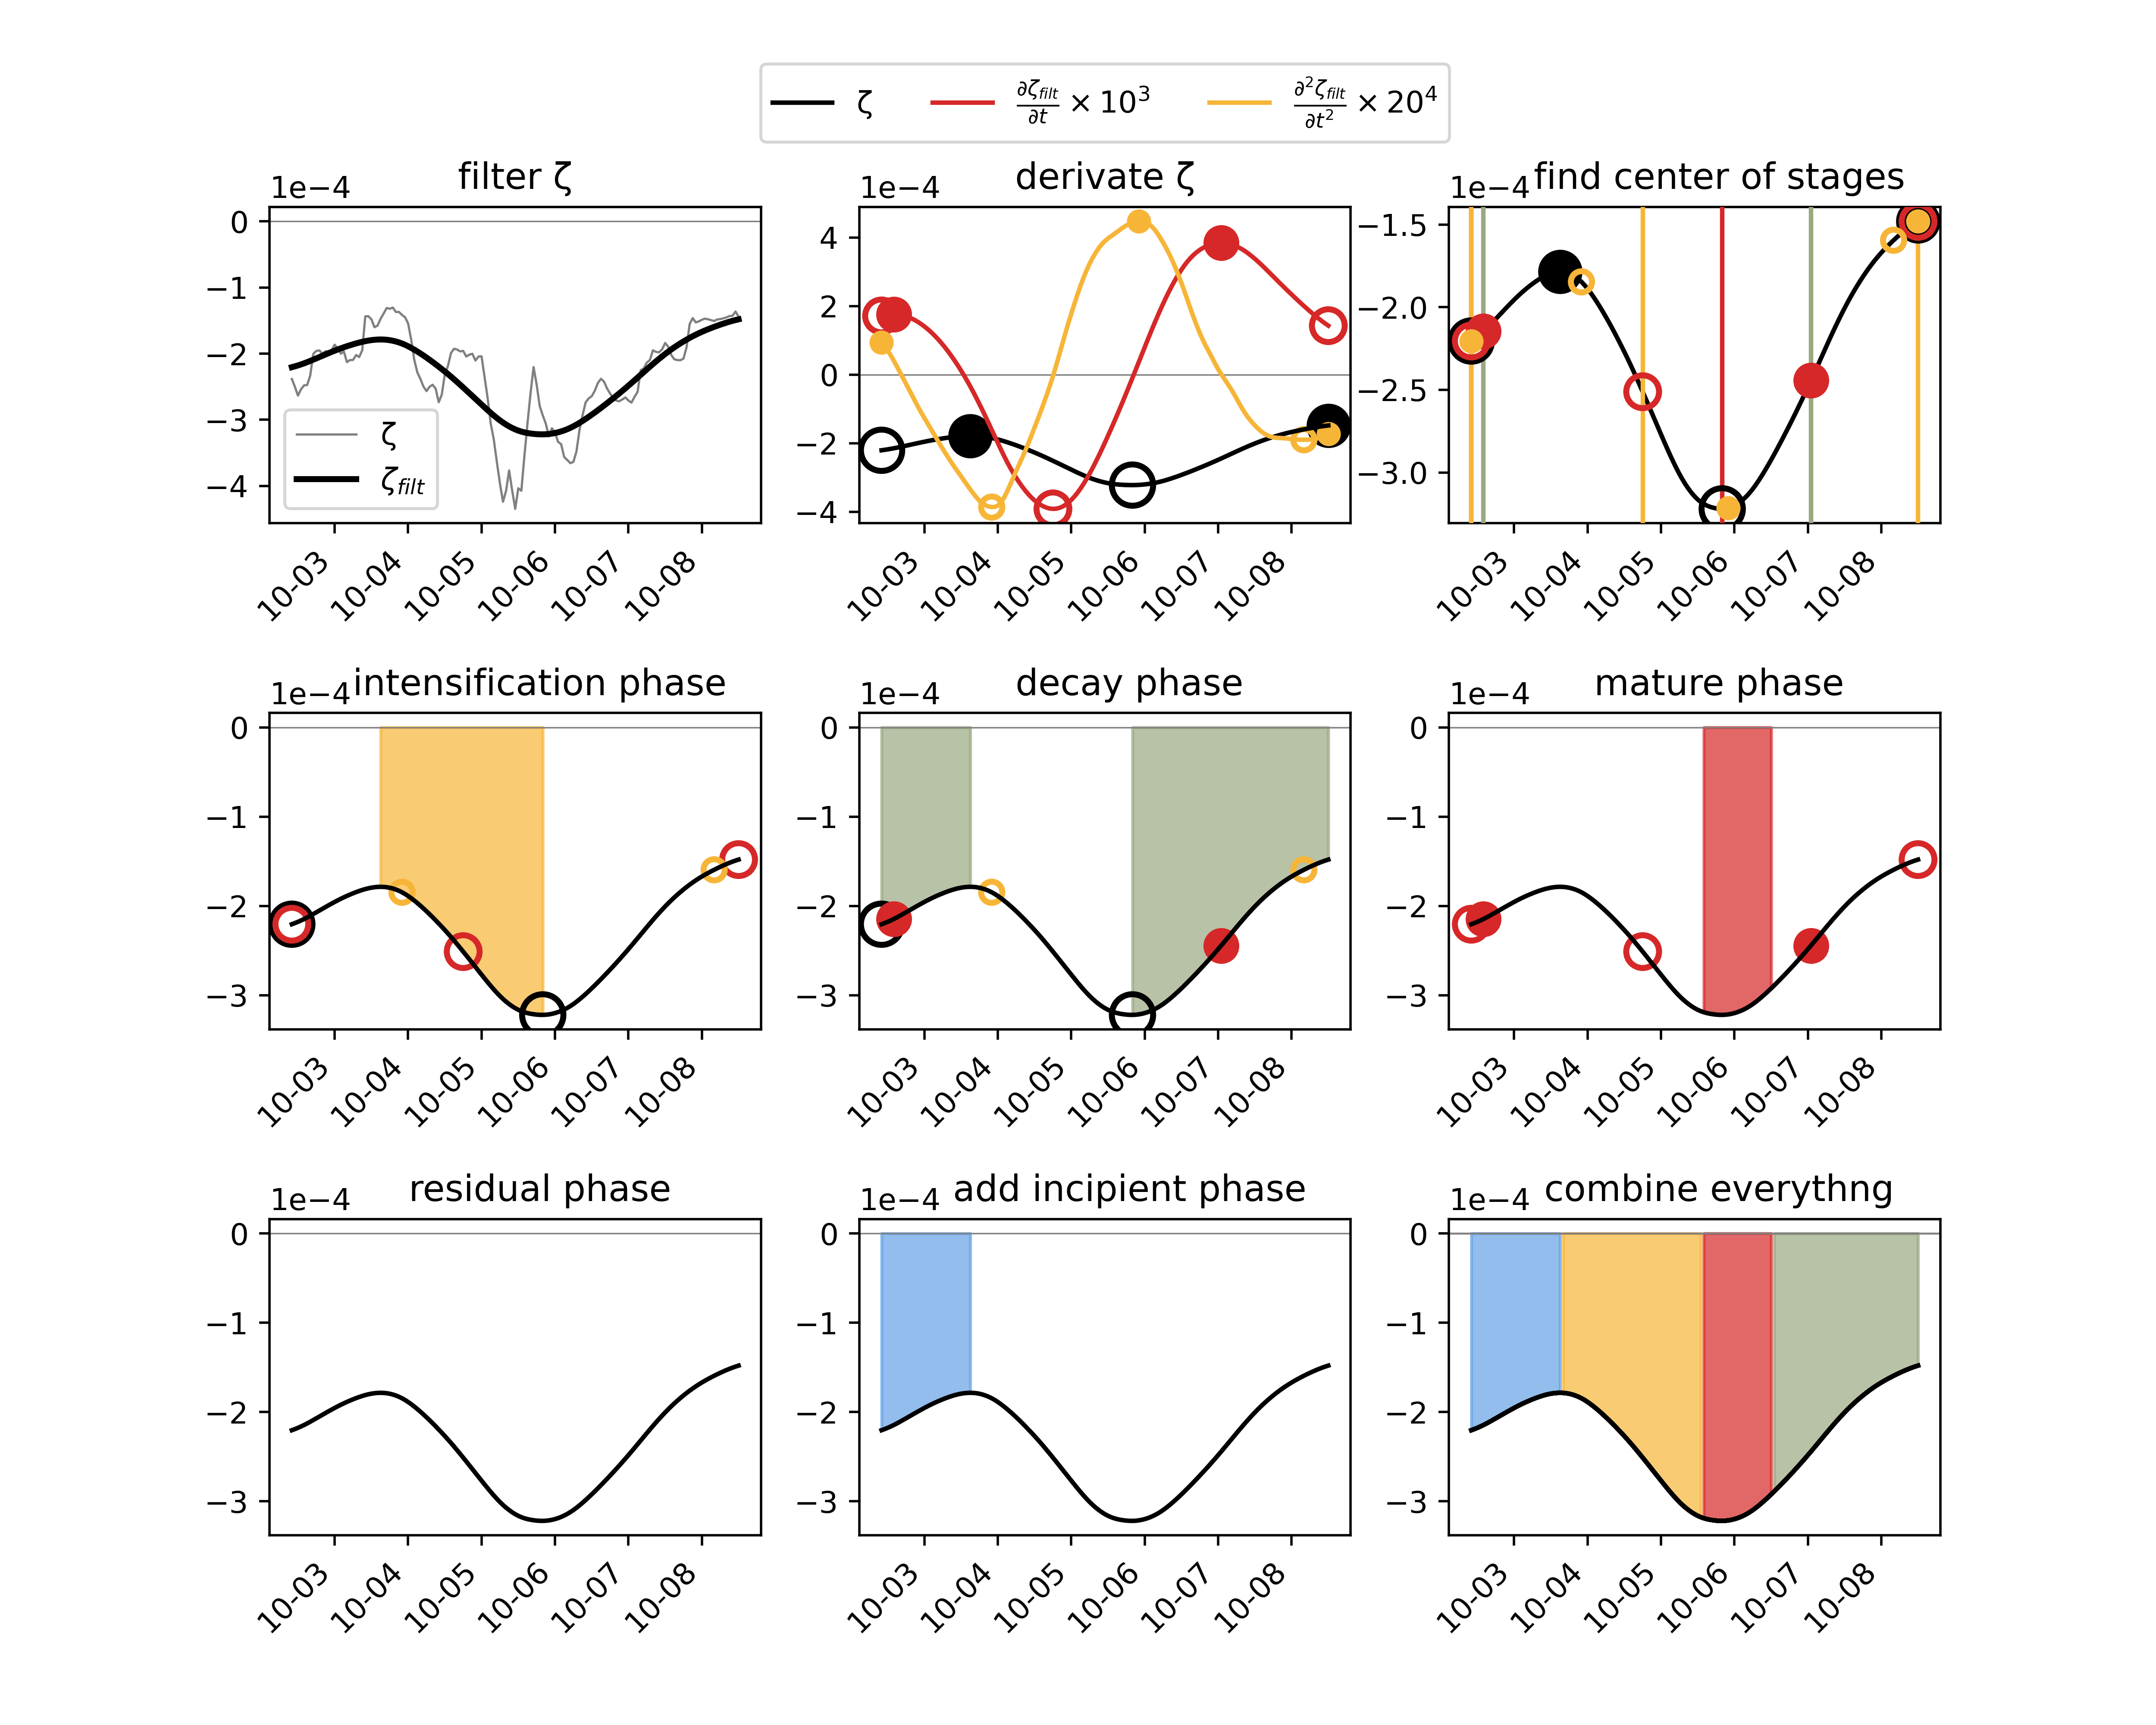 ζ ∂ζ_filt/∂t × 10³ ∂²ζ_filt/∂t² × 20⁴
filter ζ
1e−4
0
−1
−2
−3
−4
ζ
ζ_filt
10-03 10-04 10-05 10-06 10-07 10-08
derivate ζ
1e−4
4
2
0
−2
−4
10-03 10-04 10-05 10-06 10-07 10-08
find center of stages
1e−4
−1.5
−2.0
−2.5
−3.0
10-03 10-04 10-05 10-06 10-07 10-08
intensification phase
1e−4
0
−1
−2
−3
10-03 10-04 10-05 10-06 10-07 10-08
decay phase
1e−4
0
−1
−2
−3
10-03 10-04 10-05 10-06 10-07 10-08
mature phase
1e−4
0
−1
−2
−3
10-03 10-04 10-05 10-06 10-07 10-08
residual phase
1e−4
0
−1
−2
−3
10-03 10-04 10-05 10-06 10-07 10-08
add incipient phase
1e−4
0
−1
−2
−3
10-03 10-04 10-05 10-06 10-07 10-08
combine everythng
1e−4
0
−1
−2
−3
10-03 10-04 10-05 10-06 10-07 10-08